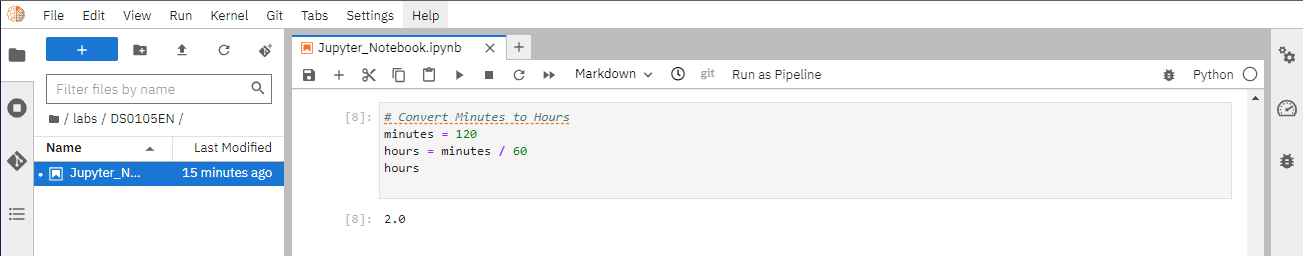 File Edit View Run Kernel Git Tabs Settings Help
+
Filter files by name
/ labs / DS0105EN /
Name Last Modified
Jupyter_N... 15 minutes ago
Jupyter_Notebook.ipynb × +
Markdown git Run as Pipeline Python
[8]: # Convert Minutes to Hours
minutes = 120
hours = minutes / 60
hours
[8]: 2.0